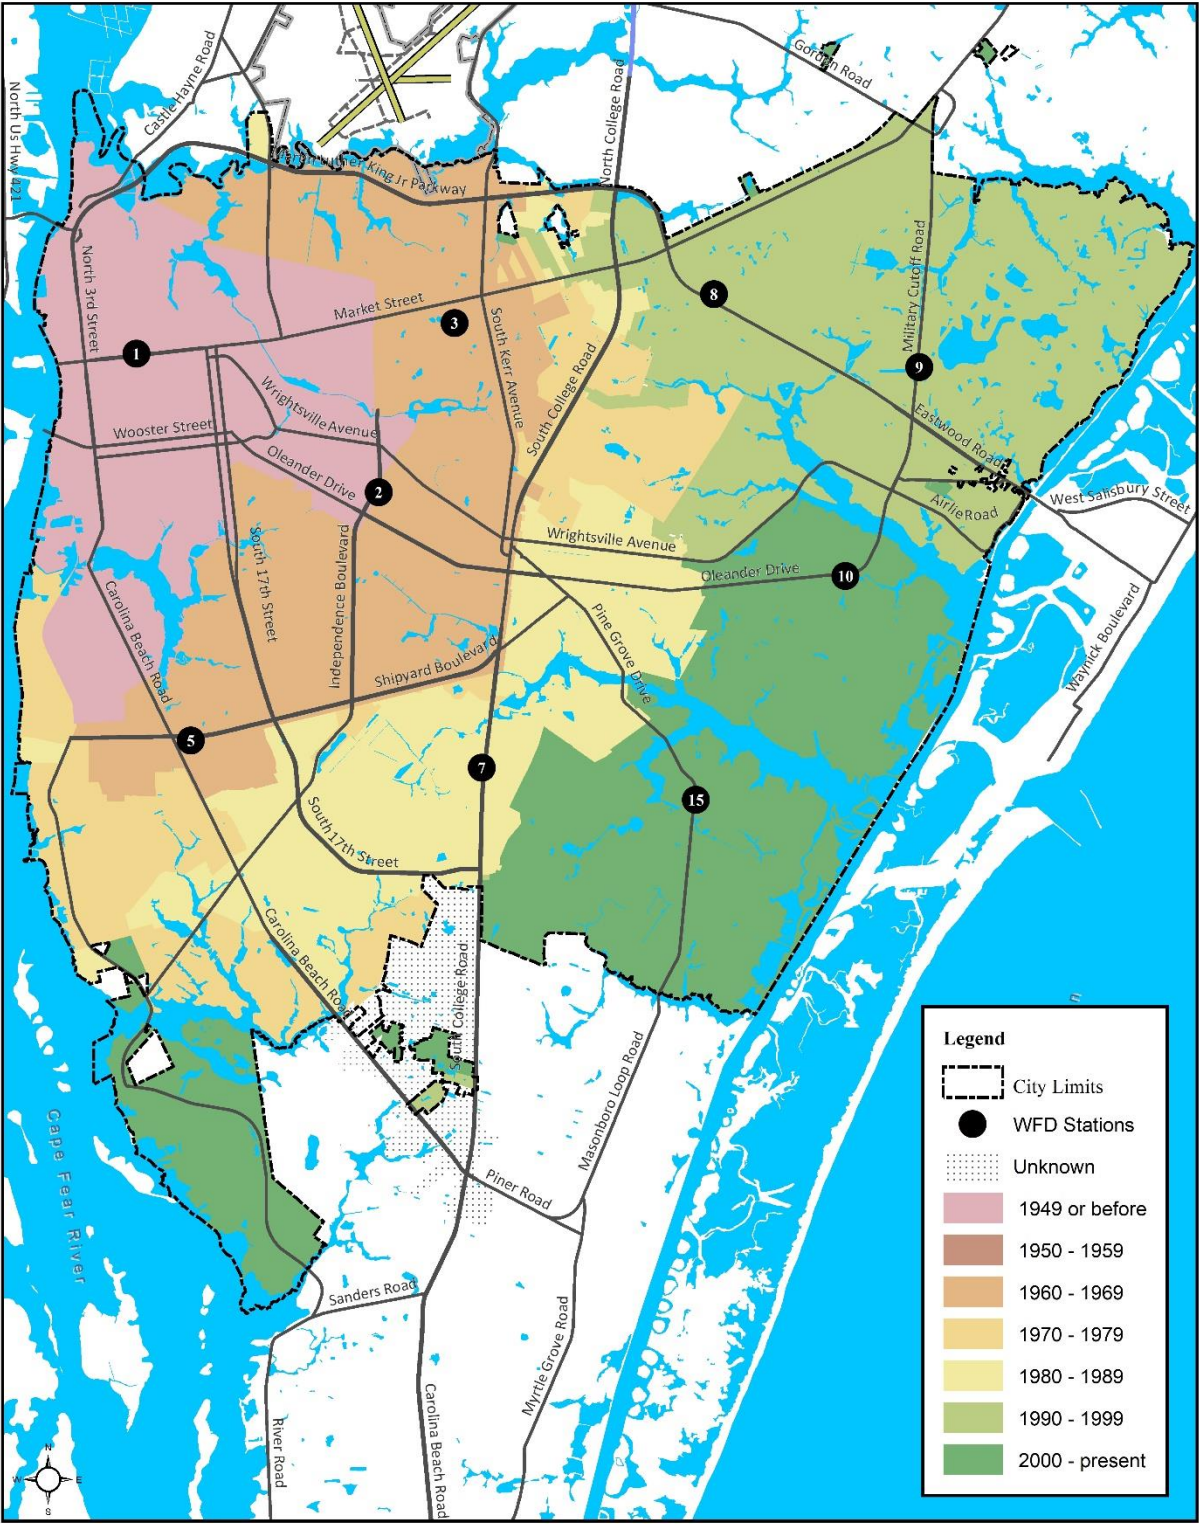 Gordon Road
Castle Hayne Road
North College Road
North Us Hwy 421
Martin Luther King Jr Parkway
North 3rd Street
Military Cutoff Road
Market Street
8
3
1
South Kerr Avenue
9
South College Road
Wrightsville Avenue
Wooster Street
Eastwood Road
Oleander Drive
2
West Salisbury Street
Airlie Road
South 17th Street
Independence Boulevard
Wrightsville Avenue
Oleander Drive
10
Carolina Beach Road
Pine Grove Drive
Waynick Boulevard
Shipyard Boulevard
5
7
15
South 17th Street
Carolina Beach Road
South College Road
n
Masonboro Loop Road
Cape Fear River
Piner Road
Sanders Road
Myrtle Grove Road
River Road
Carolina Beach Road
N
W E
S
Legend
City Limits
WFD Stations
Unknown
1949 or before
1950 - 1959
1960 - 1969
1970 - 1979
1980 - 1989
1990 - 1999
2000 - present